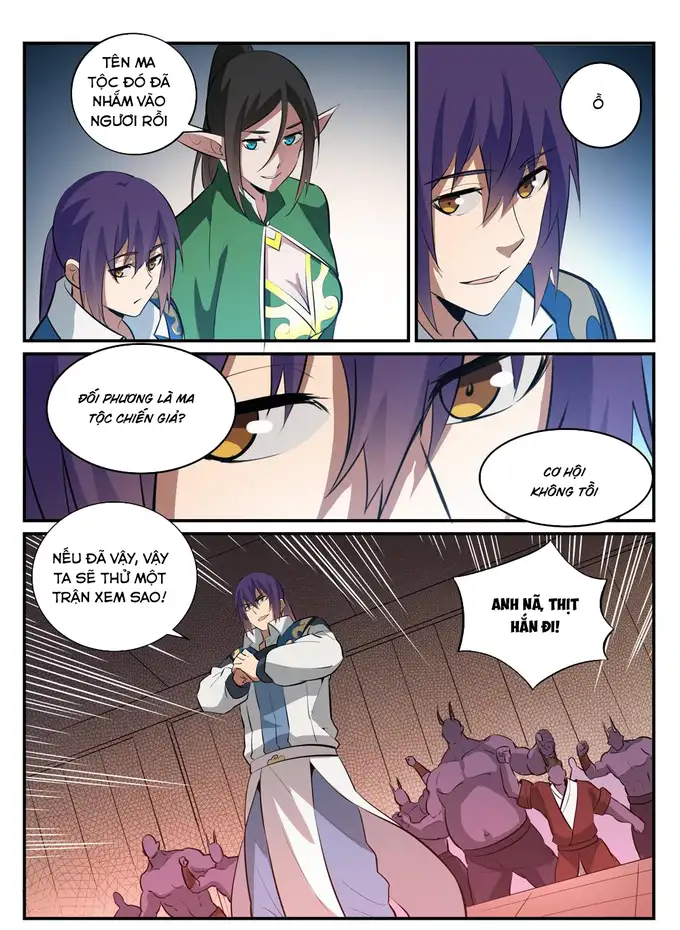 TÊN MA
TỘC ĐÓ ĐÃ
NHẮM VÀO
NGƯƠI RỒI
Ồ
ĐỐI PHƯƠNG LÀ MA
TỘC CHIẾN GIẢ?
CƠ HỘI
KHÔNG TỒI
NẾU ĐÃ VẬY, VẬY
TA SẼ THỬ MỘT
TRẬN XEM SAO!
ANH NÃ, THỊT
HẮN ĐI!